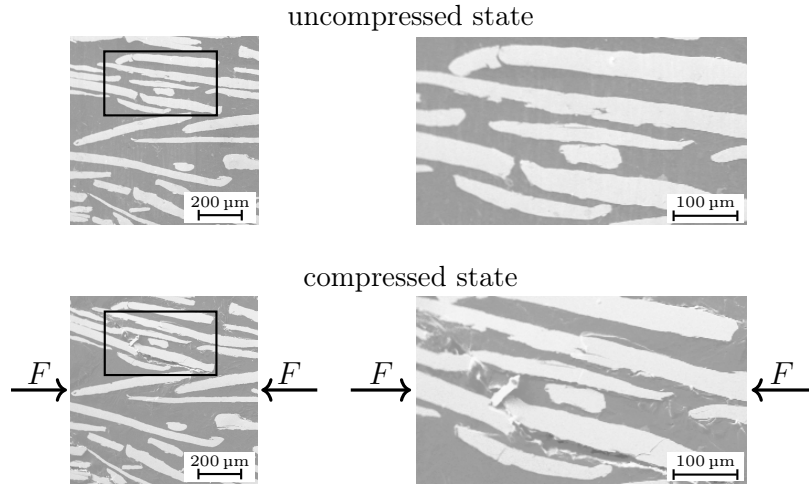 uncompressed state
200 µm
100 µm
compressed state
F
F
F
F
200 µm
100 µm